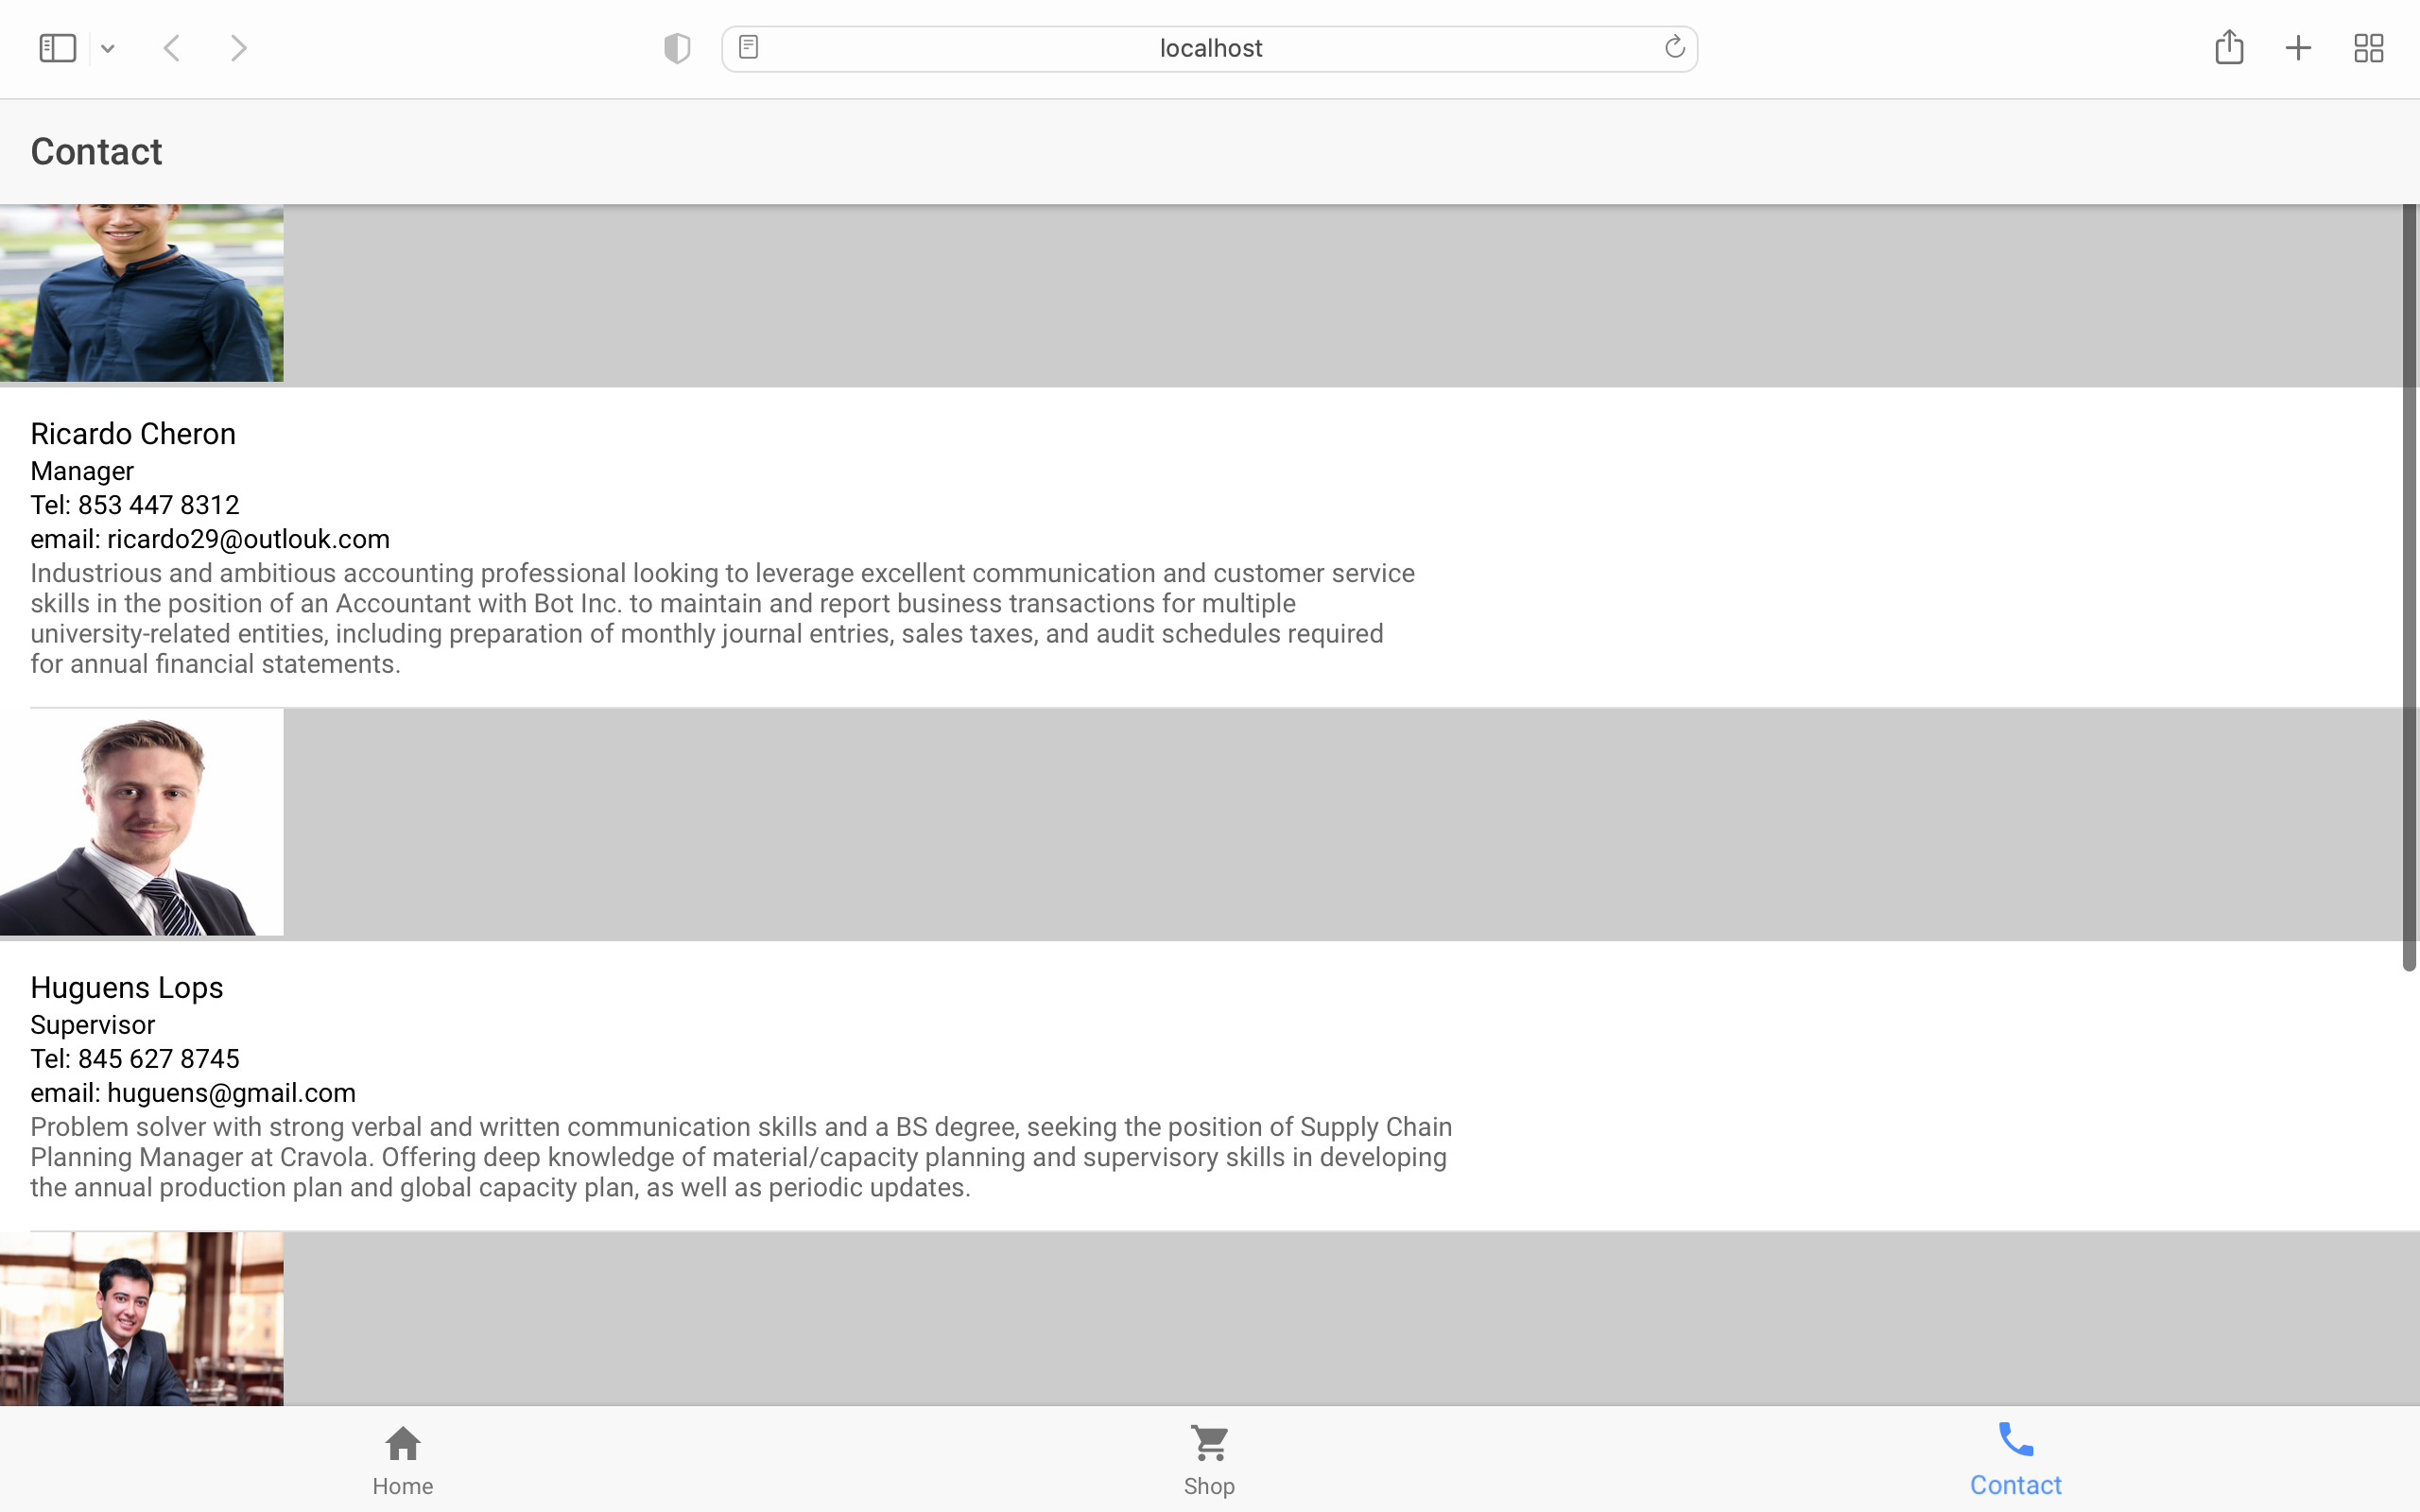 localhost
Contact
Ricardo Cheron
Manager
Tel: 853 447 8312
email: ricardo29@outlouk.com
Industrious and ambitious accounting professional looking to leverage excellent communication and customer service
skills in the position of an Accountant with Bot Inc. to maintain and report business transactions for multiple
university-related entities, including preparation of monthly journal entries, sales taxes, and audit schedules required
for annual financial statements.
Huguens Lops
Supervisor
Tel: 845 627 8745
email: huguens@gmail.com
Problem solver with strong verbal and written communication skills and a BS degree, seeking the position of Supply Chain
Planning Manager at Cravola. Offering deep knowledge of material/capacity planning and supervisory skills in developing
the annual production plan and global capacity plan, as well as periodic updates.
Home
Shop
Contact